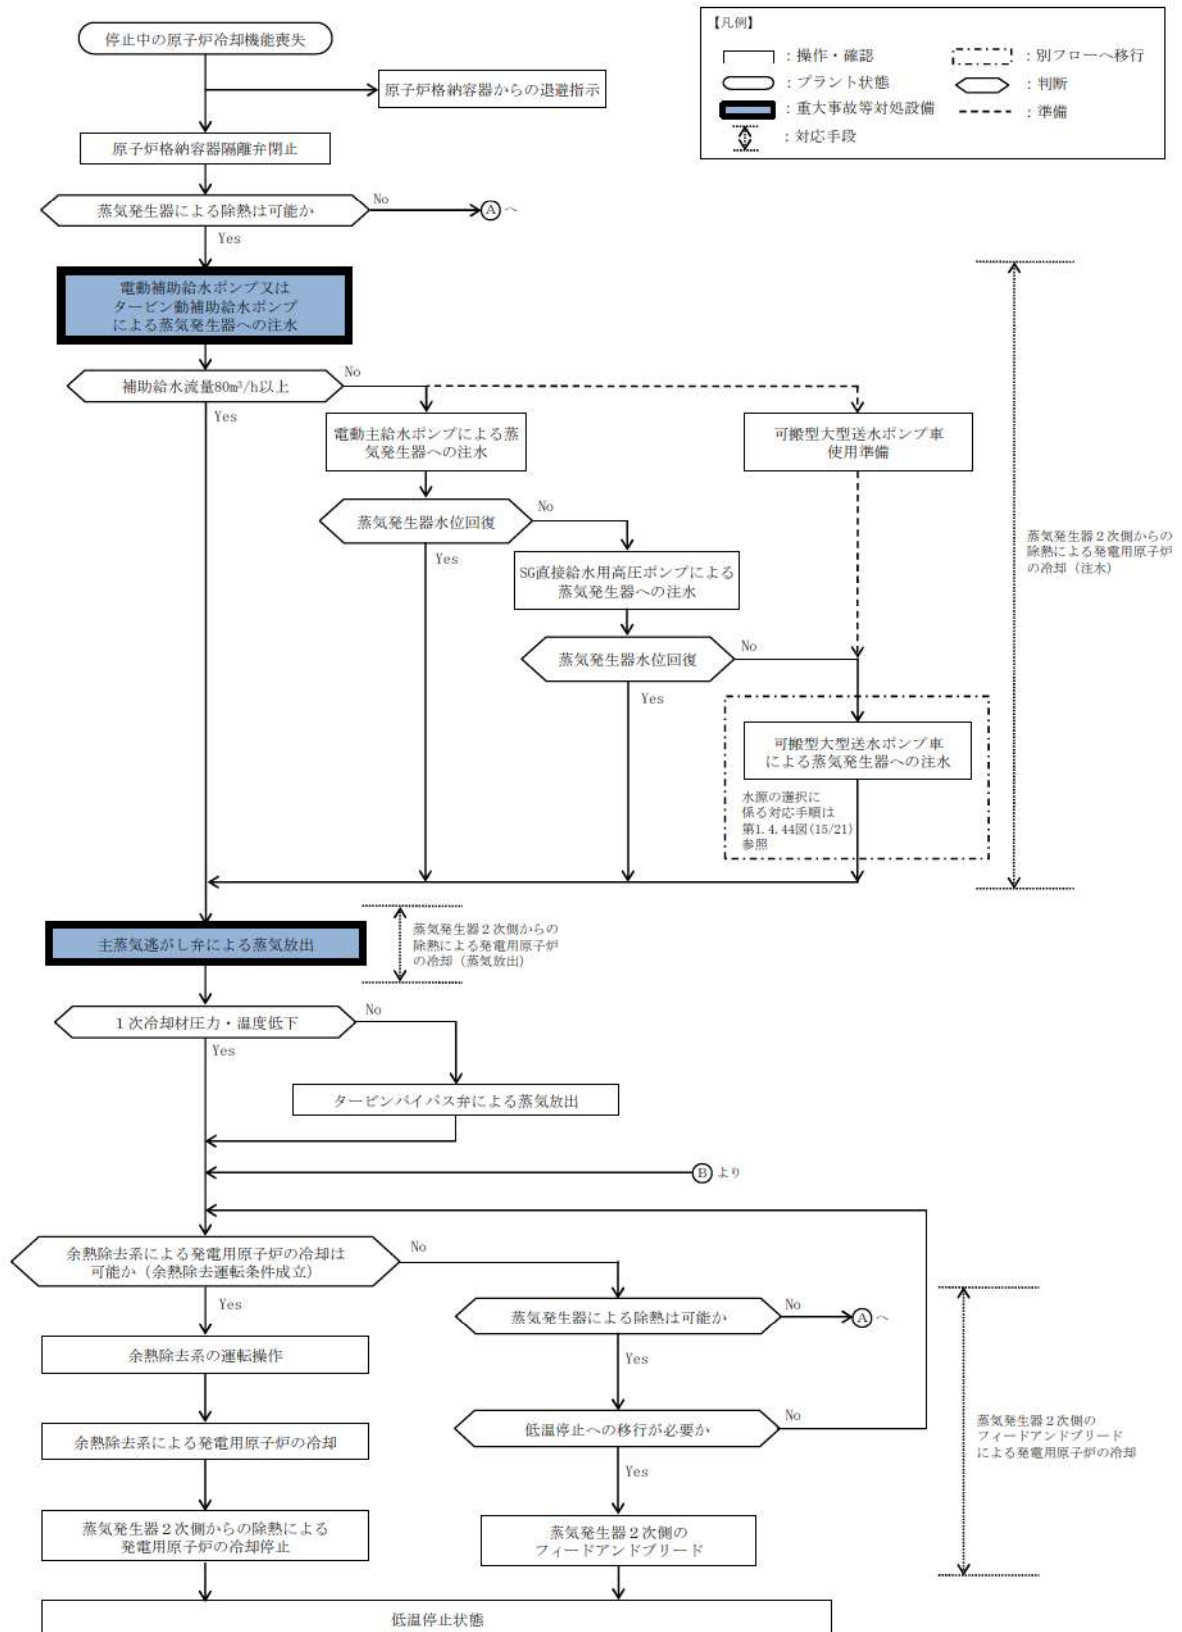 停止中の原子炉冷却機能喪失
原子炉格納容器からの退避指示
【凡例】
：操作・確認
：別フローへ移行
：プラント状態
：判断
：重大事故等対処設備
：準備
：対応手段
原子炉格納容器隔離弁閉止
蒸気発生器による除熱は可能か
No
Ⓐへ
Yes
電動補助給水ポンプ又は
タービン動補助給水ポンプ
による蒸気発生器への注水
補助給水流量80m³/h以上
No
Yes
電動主給水ポンプによる蒸
気発生器への注水
可搬型大型送水ポンプ車
使用準備
蒸気発生器水位回復
No
Yes
SG直接給水用高圧ポンプによる
蒸気発生器への注水
蒸気発生器水位回復
No
Yes
可搬型大型送水ポンプ車
による蒸気発生器への注水
水源の選択に
係る対応手順は
第1.4.44図(15/21)
参照
蒸気発生器２次側からの
除熱による発電用原子炉
の冷却（注水）
主蒸気逃がし弁による蒸気放出
蒸気発生器２次側からの
除熱による発電用原子炉
の冷却（蒸気放出）
１次冷却材圧力・温度低下
No
Yes
タービンバイパス弁による蒸気放出
Ⓑより
余熱除去系による発電用原子炉の冷却は
可能か（余熱除去運転条件成立）
No
Yes
蒸気発生器による除熱は可能か
No
Ⓐへ
Yes
余熱除去系の運転操作
低温停止への移行が必要か
No
Yes
余熱除去系による発電用原子炉の冷却
蒸気発生器２次側の
フィードアンドブリード
による発電用原子炉の冷却
蒸気発生器２次側からの除熱による
発電用原子炉の冷却停止
蒸気発生器２次側の
フィードアンドブリード
低温停止状態